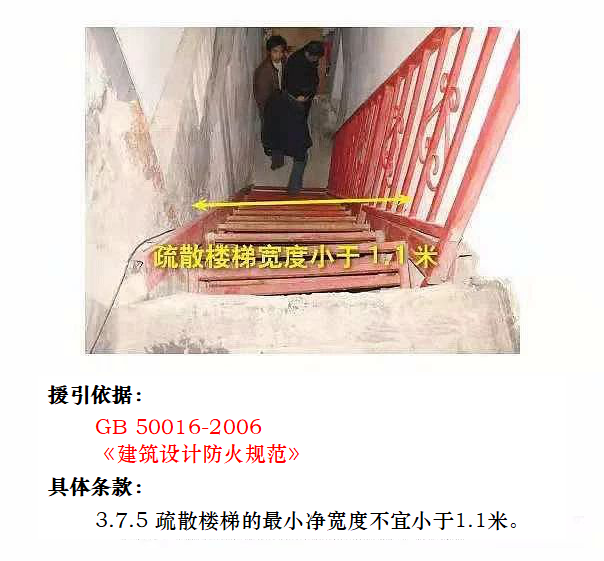 疏散楼梯宽度小于 1.1 米
援引依据：
GB 50016-2006
《建筑设计防火规范》
具体条款：
3.7.5 疏散楼梯的最小净宽度不宜小于1.1米。